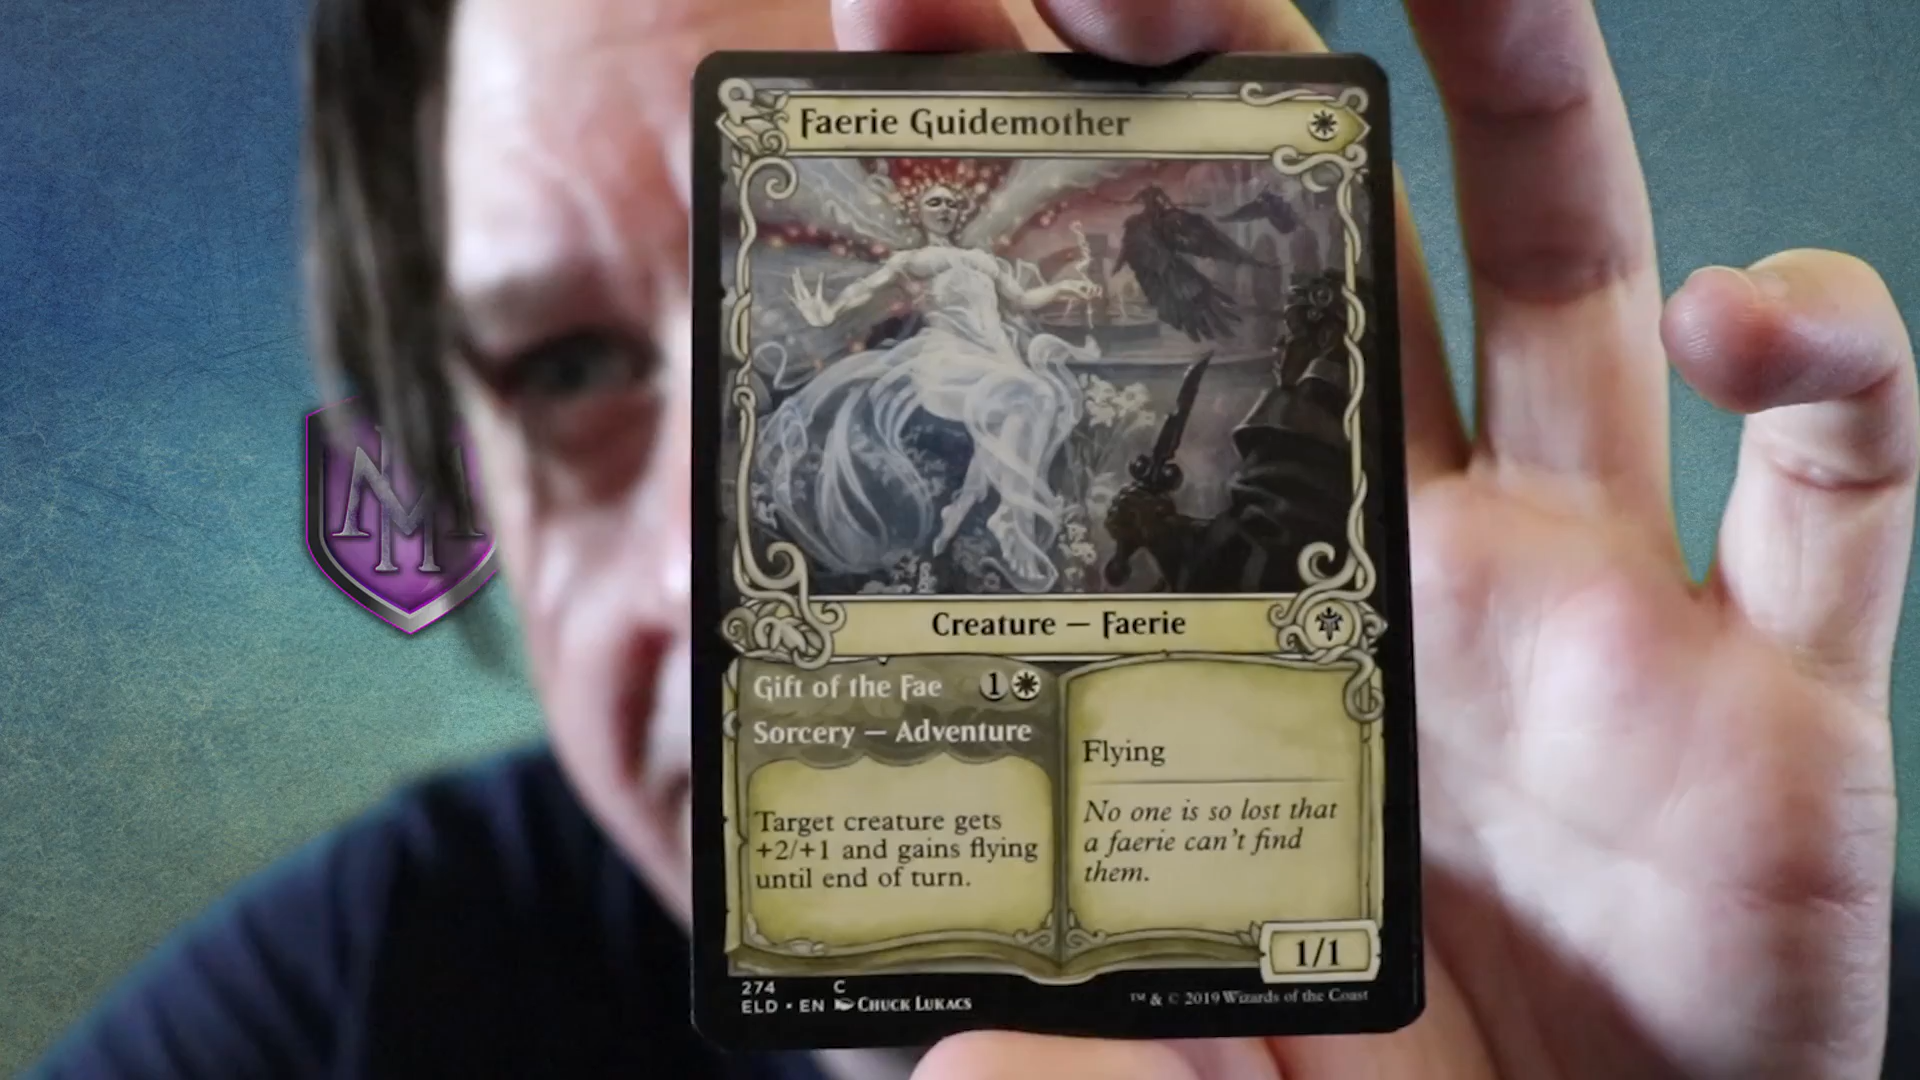 Faerie Guidemother
Creature — Faerie
Gift of the Fae 1
Sorcery — Adventure
Target creature gets
+2/+1 and gains flying
until end of turn.
Flying
No one is so lost that
a faerie can't find
them.
1/1
274 C
ELD • EN Chuck Lukacs
™ & © 2019 Wizards of the Coast
NM